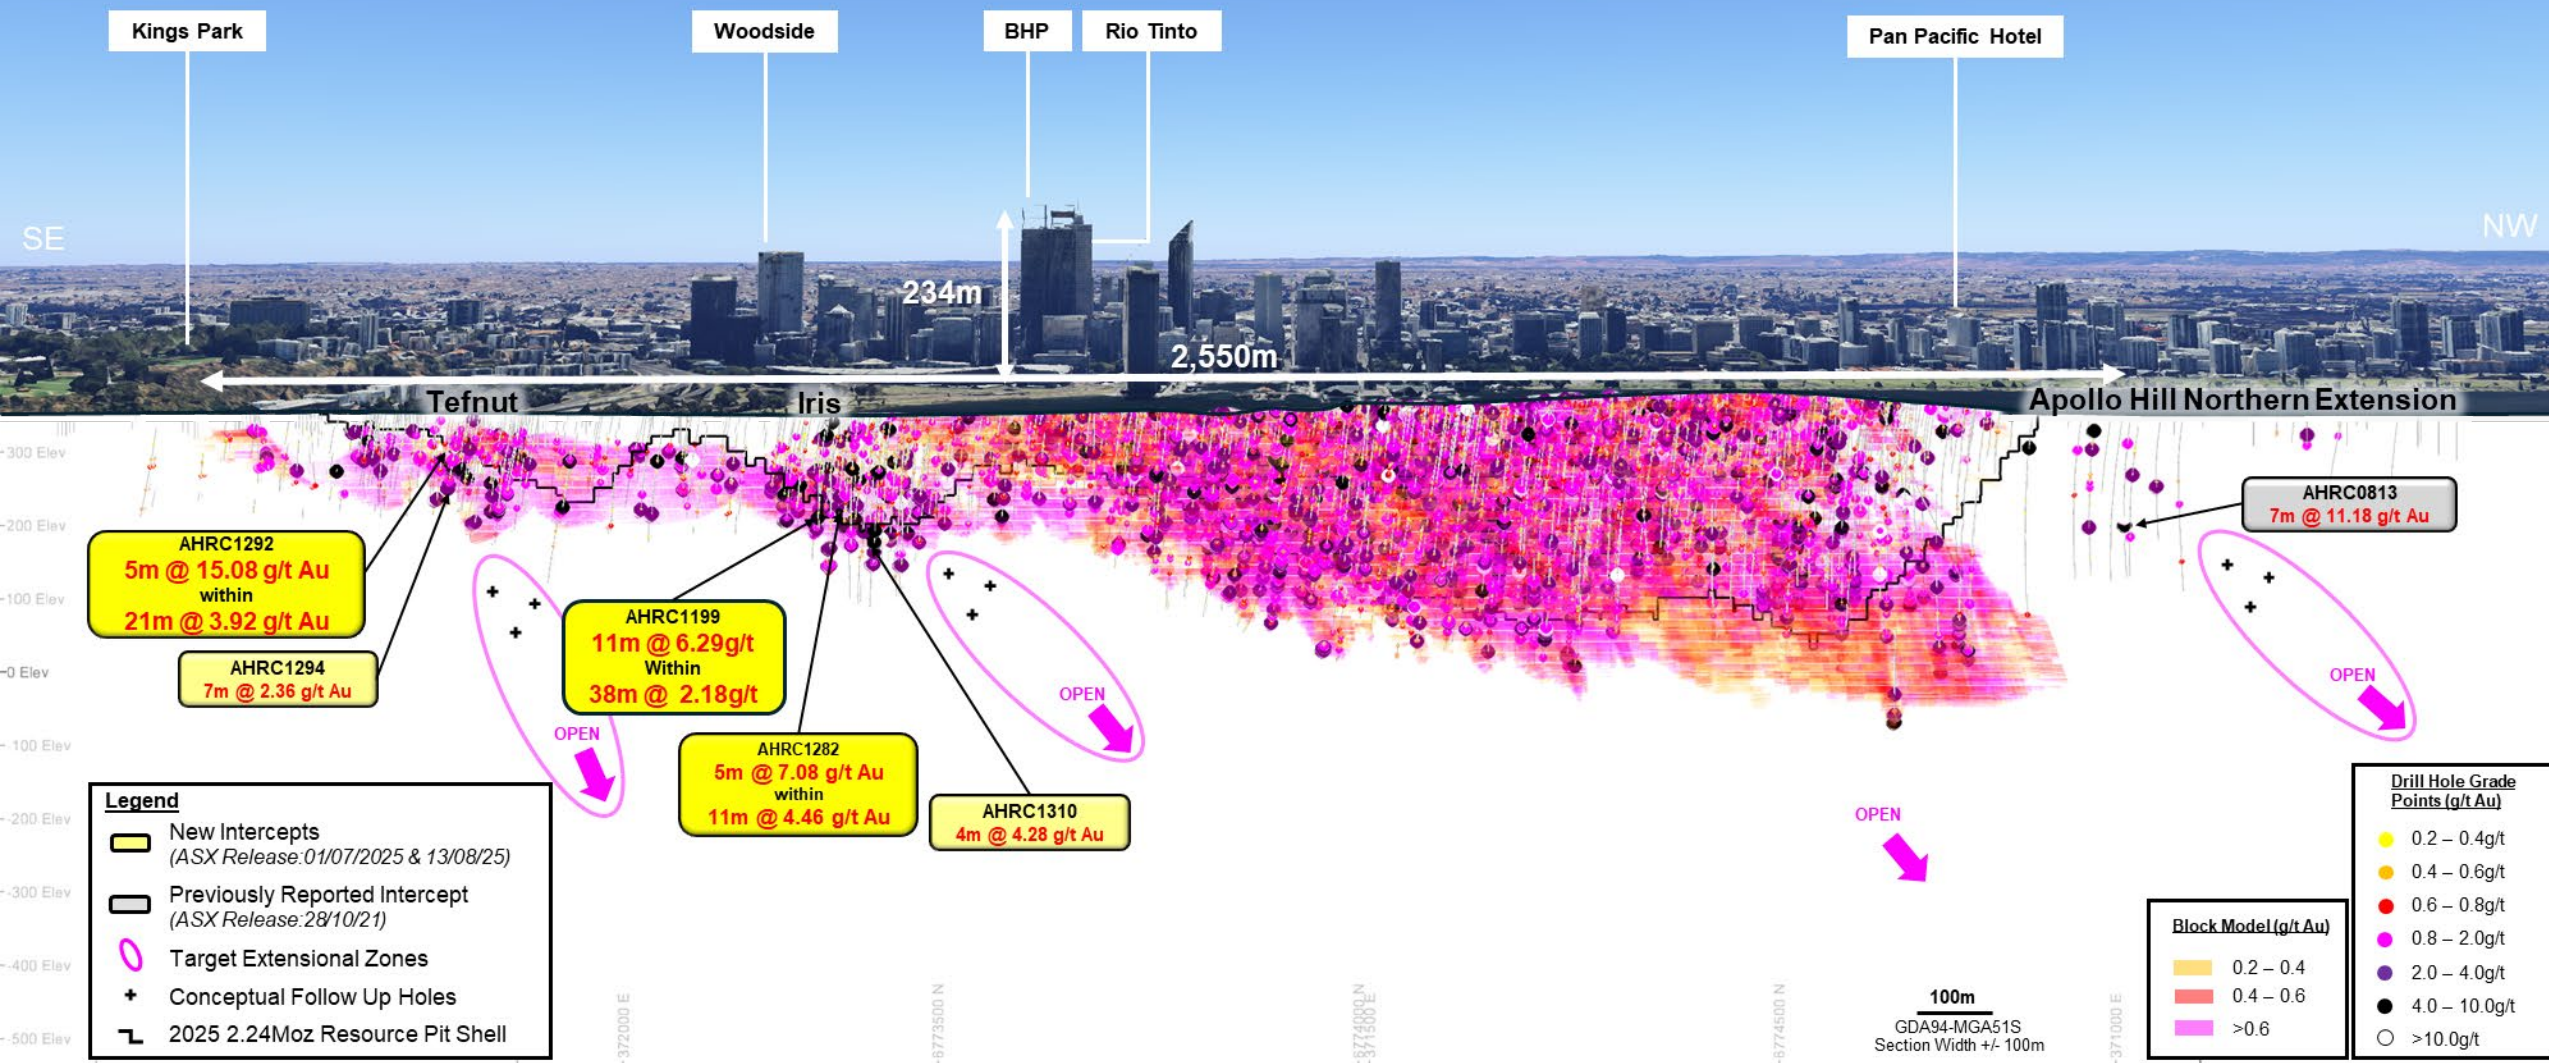 Kings Park
Woodside
BHP
Rio Tinto
Pan Pacific Hotel
SE
NW
234m
2,550m
Tefnut
Iris
Apollo Hill Northern Extension
300 Elev
200 Elev
100 Elev
0 Elev
-100 Elev
-200 Elev
-300 Elev
-400 Elev
-500 Elev
AHRC1292
5m @ 15.08 g/t Au
within
21m @ 3.92 g/t Au
AHRC1294
7m @ 2.36 g/t Au
AHRC1199
11m @ 6.29g/t
Within
38m @ 2.18g/t
AHRC1282
5m @ 7.08 g/t Au
within
11m @ 4.46 g/t Au
AHRC1310
4m @ 4.28 g/t Au
AHRC0813
7m @ 11.18 g/t Au
OPEN
OPEN
OPEN
OPEN
Legend
New Intercepts
(ASX Release:01/07/2025 & 13/08/25)
Previously Reported Intercept
(ASX Release:28/10/21)
Target Extensional Zones
Conceptual Follow Up Holes
2025 2.24Moz Resource Pit Shell
372000 E
6773500 N
6774000 N
371500 E
6774500 N
371000 E
100m
GDA94-MGA51S
Section Width +/- 100m
Block Model (g/t Au)
0.2 – 0.4
0.4 – 0.6
>0.6
Drill Hole Grade
Points (g/t Au)
0.2 – 0.4g/t
0.4 – 0.6g/t
0.6 – 0.8g/t
0.8 – 2.0g/t
2.0 – 4.0g/t
4.0 – 10.0g/t
>10.0g/t